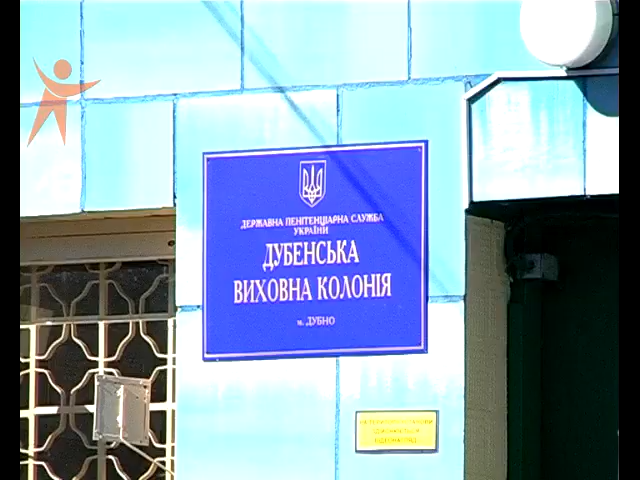 ДЕРЖАВНА ПЕНІТЕНЦІАРНА СЛУЖБА
УКРАЇНИ
ДУБЕНСЬКА
ВИХОВНА КОЛОНІЯ
м. ДУБНО